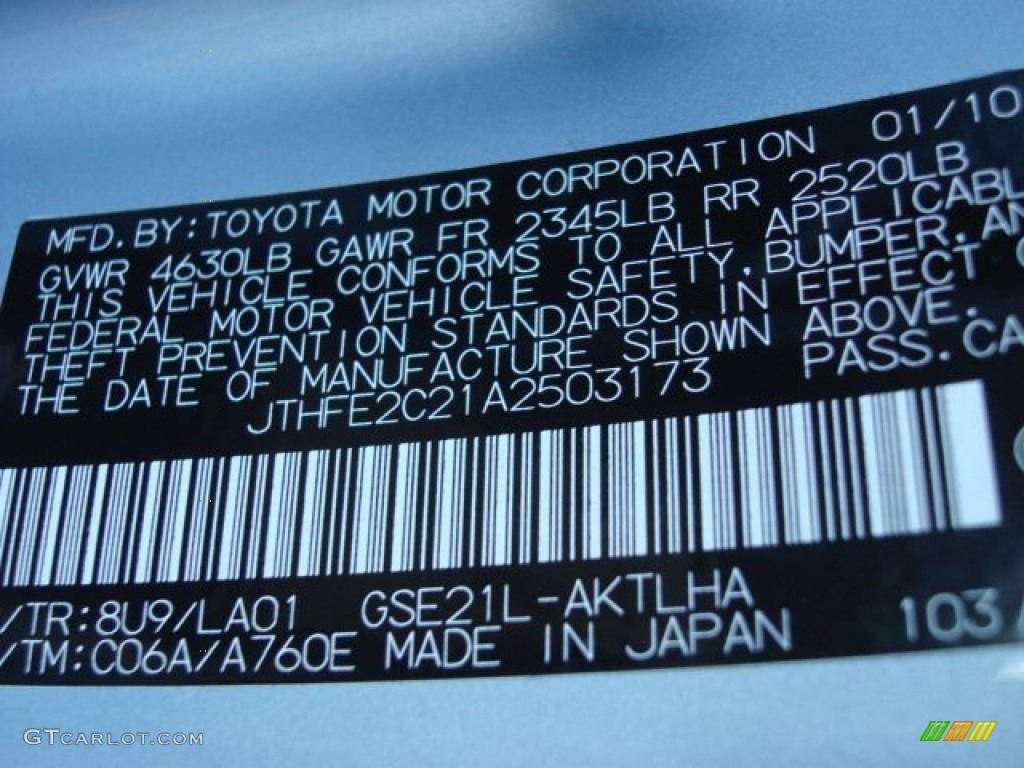 MFD. BY: TOYOTA MOTOR CORPORATION 01/10
GVWR 4630LB GAWR FR 2345LB RR 2520LB
THIS VEHICLE CONFORMS TO ALL APPLICABL
FEDERAL MOTOR VEHICLE SAFETY, BUMPER, AN
THEFT PREVENTION STANDARDS IN EFFECT
THE DATE OF MANUFACTURE SHOWN ABOVE.
JTHFE2C21A2503173 PASS. CA
/TR: 8U9/LA01 GSE21L-AKTLHA
/TM: C06A/A760E MADE IN JAPAN 103A
GTCARLOT.COM